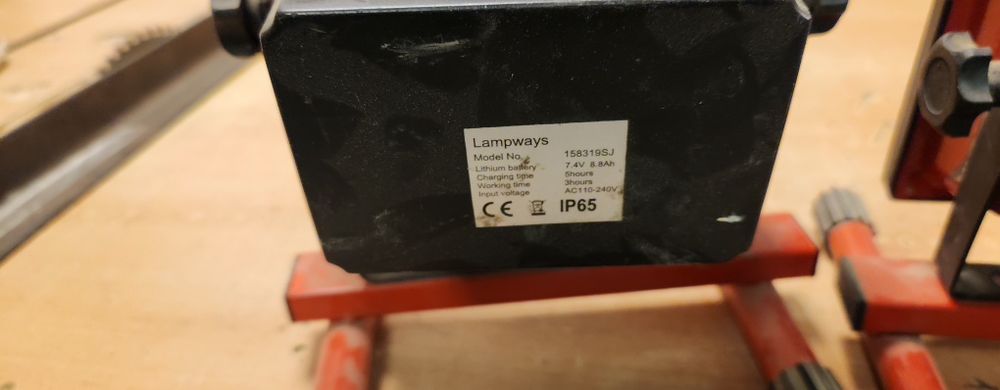 Lampways
Model No. 158319SJ
Lithium battery 7.4V 8.8Ah
Charging time 5hours
Working time 3hours
Input voltage AC110-240V
CE IP65